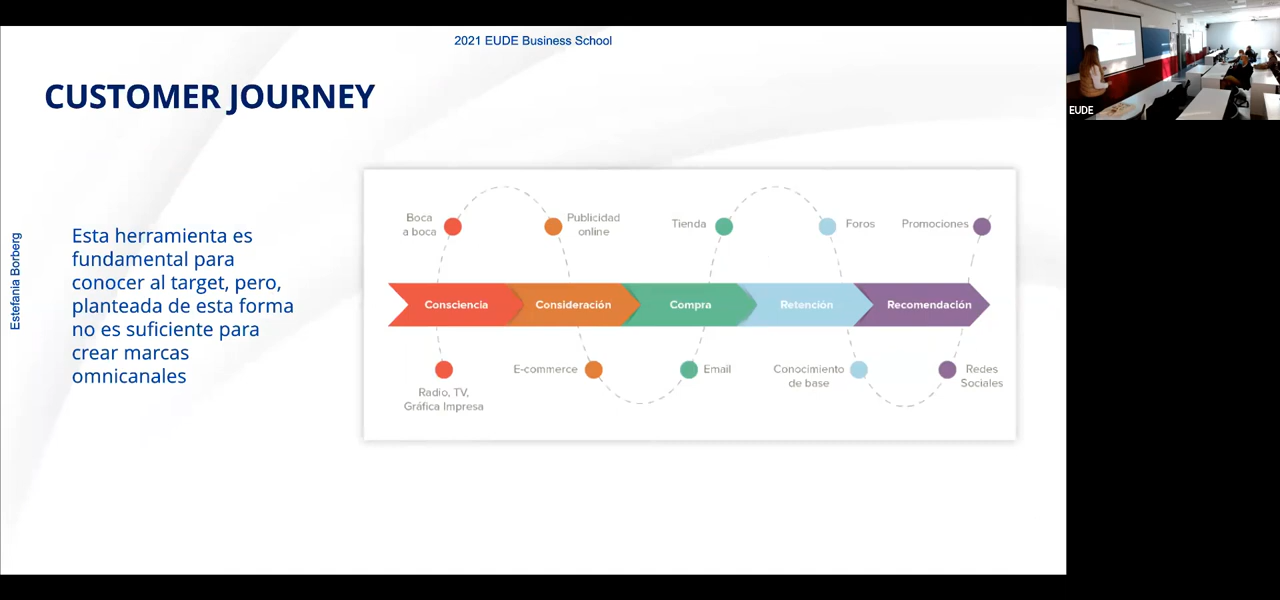 2021 EUDE Business School
EUDE
CUSTOMER JOURNEY
Estefanía Borberg
Esta herramienta es
fundamental para
conocer al target, pero,
planteada de esta forma
no es suficiente para
crear marcas
omnicanales
Boca
a boca
Publicidad
online
Tienda
Foros
Promociones
Consciencia
Consideración
Compra
Retención
Recomendación
Radio, TV,
Gráfica Impresa
E-commerce
Email
Conocimiento
de base
Redes
Sociales